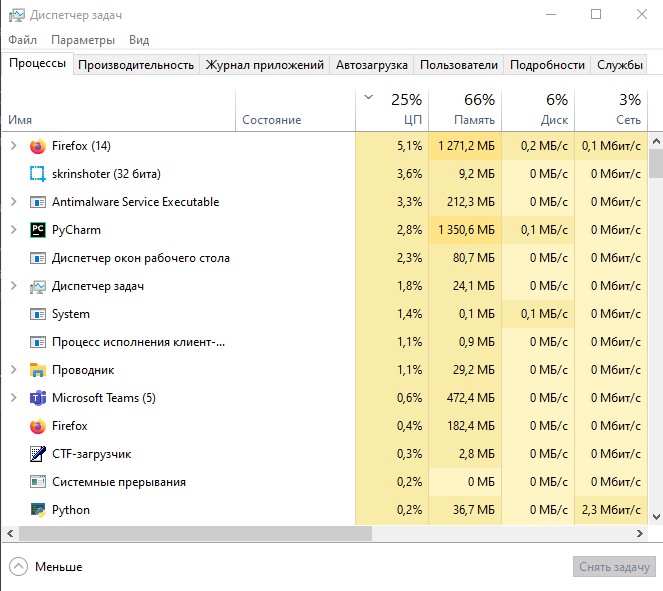 Диспетчер задач
Файл Параметры Вид
Процессы Производительность Журнал приложений Автозагрузка Пользователи Подробности Службы
25% 66% 6% 3%
Имя Состояние ЦП Память Диск Сеть
Firefox (14) 5,1% 1 271,2 МБ 0,2 МБ/с 0,1 Мбит/с
skrinshoter (32 бита) 3,6% 9,2 МБ 0 МБ/с 0 Мбит/с
Antimalware Service Executable 3,3% 212,3 МБ 0 МБ/с 0 Мбит/с
PC PyCharm 2,8% 1 350,6 МБ 0,1 МБ/с 0 Мбит/с
Диспетчер окон рабочего стола 2,3% 80,7 МБ 0 МБ/с 0 Мбит/с
Диспетчер задач 1,8% 24,1 МБ 0 МБ/с 0 Мбит/с
System 1,4% 0,1 МБ 0,1 МБ/с 0 Мбит/с
Процесс исполнения клиент-... 1,1% 0,9 МБ 0 МБ/с 0 Мбит/с
Проводник 1,1% 29,2 МБ 0 МБ/с 0 Мбит/с
Microsoft Teams (5) 0,6% 472,4 МБ 0 МБ/с 0 Мбит/с
Firefox 0,4% 182,4 МБ 0 МБ/с 0 Мбит/с
CTF-загрузчик 0,3% 2,8 МБ 0 МБ/с 0 Мбит/с
Системные прерывания 0,2% 0 МБ 0 МБ/с 0 Мбит/с
Python 0,2% 36,7 МБ 0 МБ/с 2,3 Мбит/с
Меньше Снять задачу